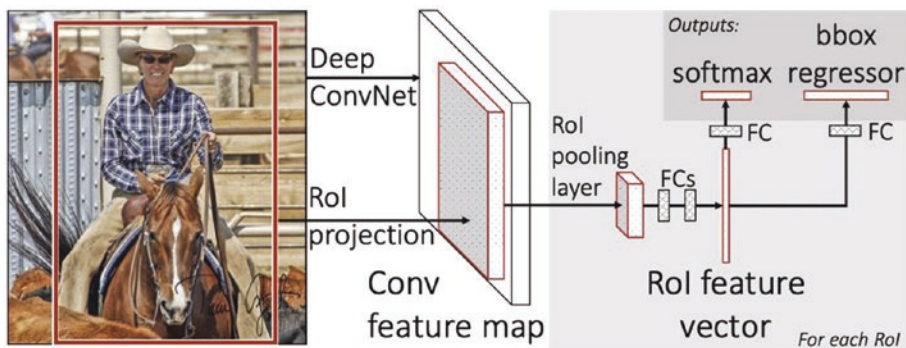 Deep
ConvNet
RoI
projection
Conv
feature map
RoI
pooling
layer
FCs
RoI feature
vector
For each RoI
Outputs:
softmax
bbox
regressor
FC
FC